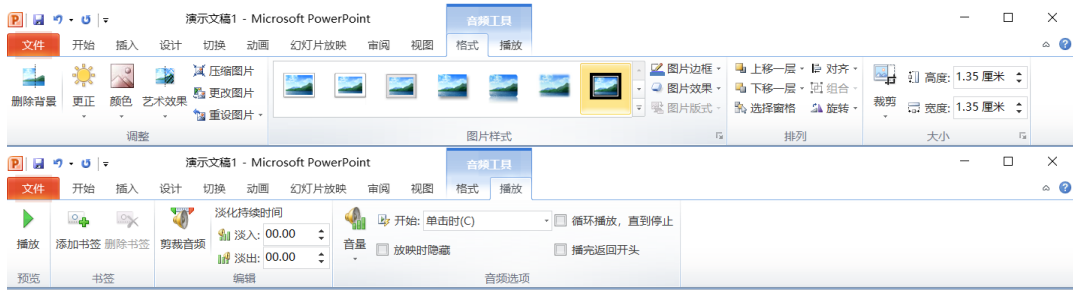 演示文稿1 - Microsoft PowerPoint
音频工具
文件 开始 插入 设计 切换 动画 幻灯片放映 审阅 视图 格式 播放
压缩图片 图片边框 上移一层 对齐
高度: 1.35 厘米
删除背景 更正 颜色 艺术效果 更改图片 图片效果 下移一层 组合 裁剪
重设图片 图片版式 选择窗格 旋转 宽度: 1.35 厘米
调整 图片样式 排列 大小
演示文稿1 - Microsoft PowerPoint
音频工具
文件 开始 插入 设计 切换 动画 幻灯片放映 审阅 视图 格式 播放
淡化持续时间
开始: 单击时(C) 循环播放，直到停止
播放 添加书签 删除书签 剪裁音频 淡入: 00.00 音量
淡出: 00.00 放映时隐藏 播完返回开头
预览 书签 编辑 音频选项